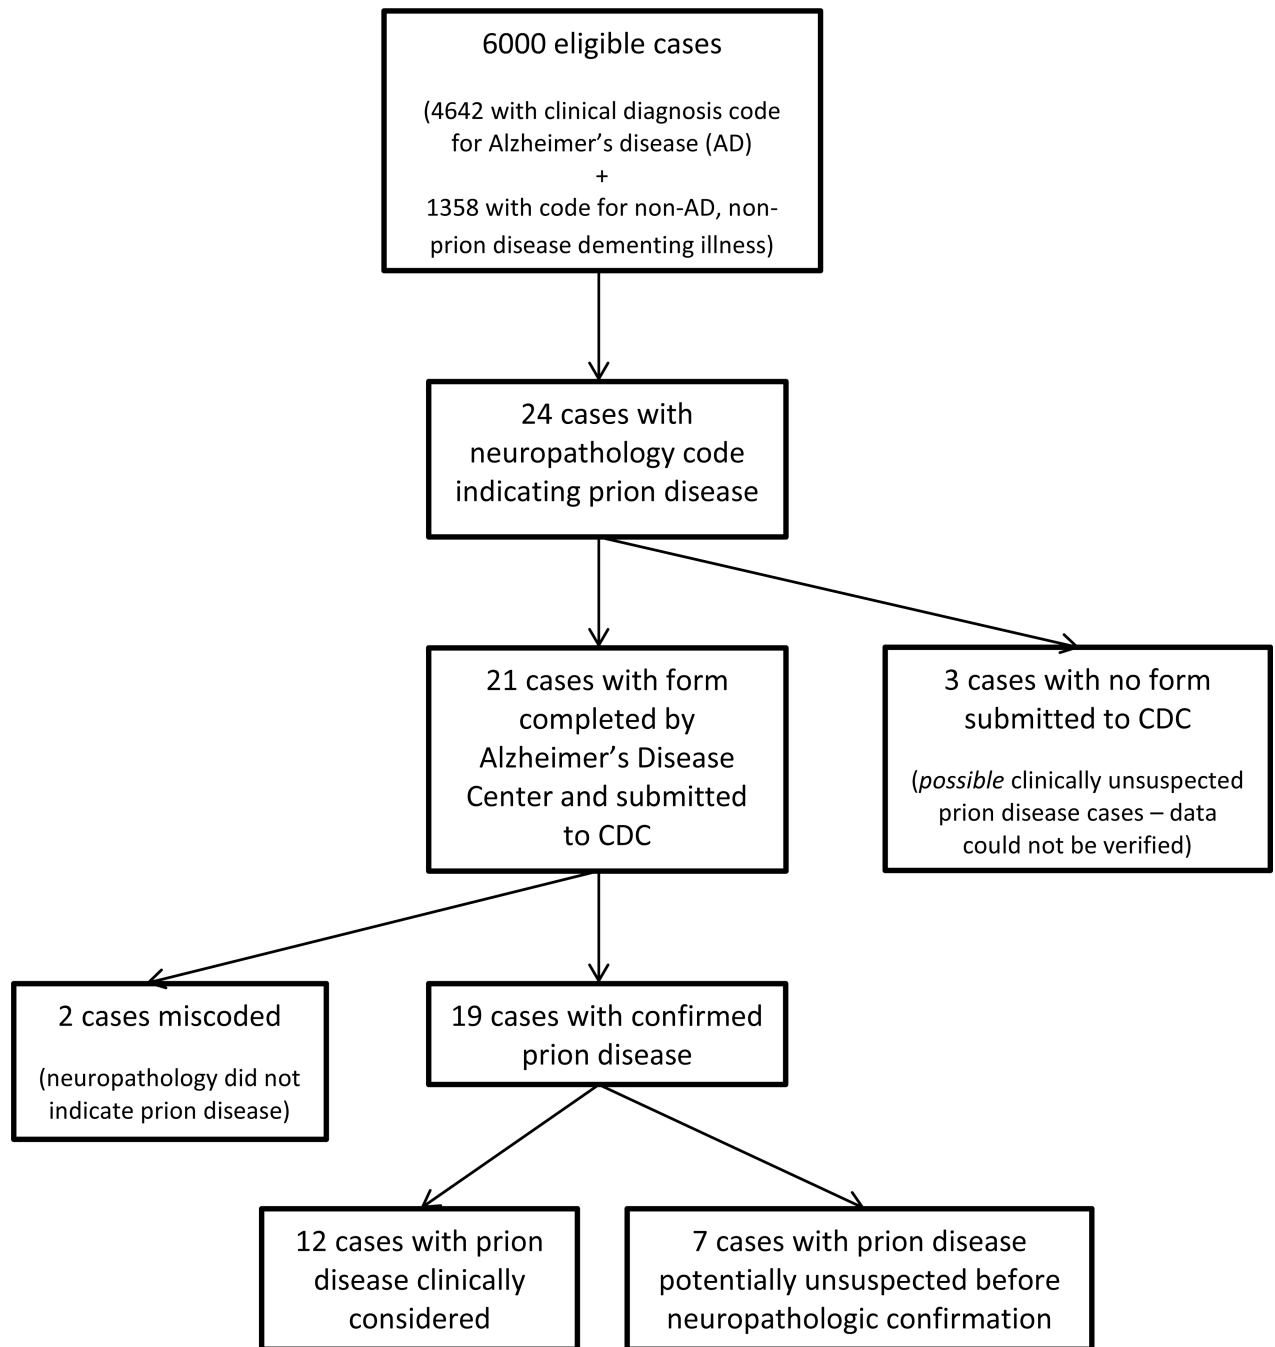 6000 eligible cases
(4642 with clinical diagnosis code
for Alzheimer’s disease (AD)
+
1358 with code for non-AD, non-
prion disease dementing illness)
24 cases with
neuropathology code
indicating prion disease
21 cases with form
completed by
Alzheimer’s Disease
Center and submitted
to CDC
3 cases with no form
submitted to CDC
(possible clinically unsuspected
prion disease cases – data
could not be verified)
2 cases miscoded
(neuropathology did not
indicate prion disease)
19 cases with confirmed
prion disease
12 cases with prion
disease clinically
considered
7 cases with prion disease
potentially unsuspected before
neuropathologic confirmation